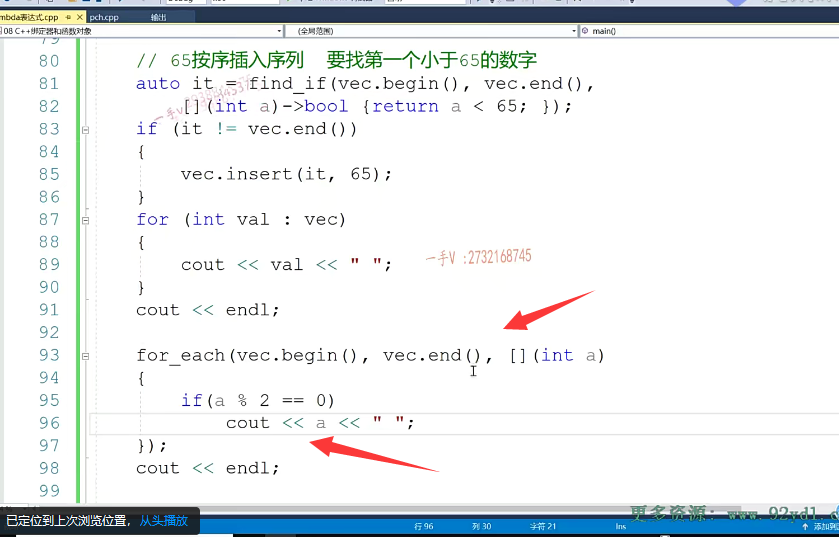 mbda表达式.cpp
pch.cpp
输出
08 C++绑定器和函数对象
(全局范围)
main()
79
80 // 65按序插入序列 要找第一个小于65的数字
81 auto it = find_if(vec.begin(), vec.end(),
82 [](int a)->bool {return a < 65; });
83 if (it != vec.end())
84 {
85 vec.insert(it, 65);
86 }
87 for (int val : vec)
88 {
89 cout << val << " ";
一手V :2732168745
90 }
91 cout << endl;
92
93 for_each(vec.begin(), vec.end(), [](int a)
94 {
95 if(a % 2 == 0)
96 cout << a << " ";
97 });
98 cout << endl;
99
已定位到上次浏览位置，从头播放
行 96
列 30
字符 21
Ins
添加到
更多资源：www.92yd1.